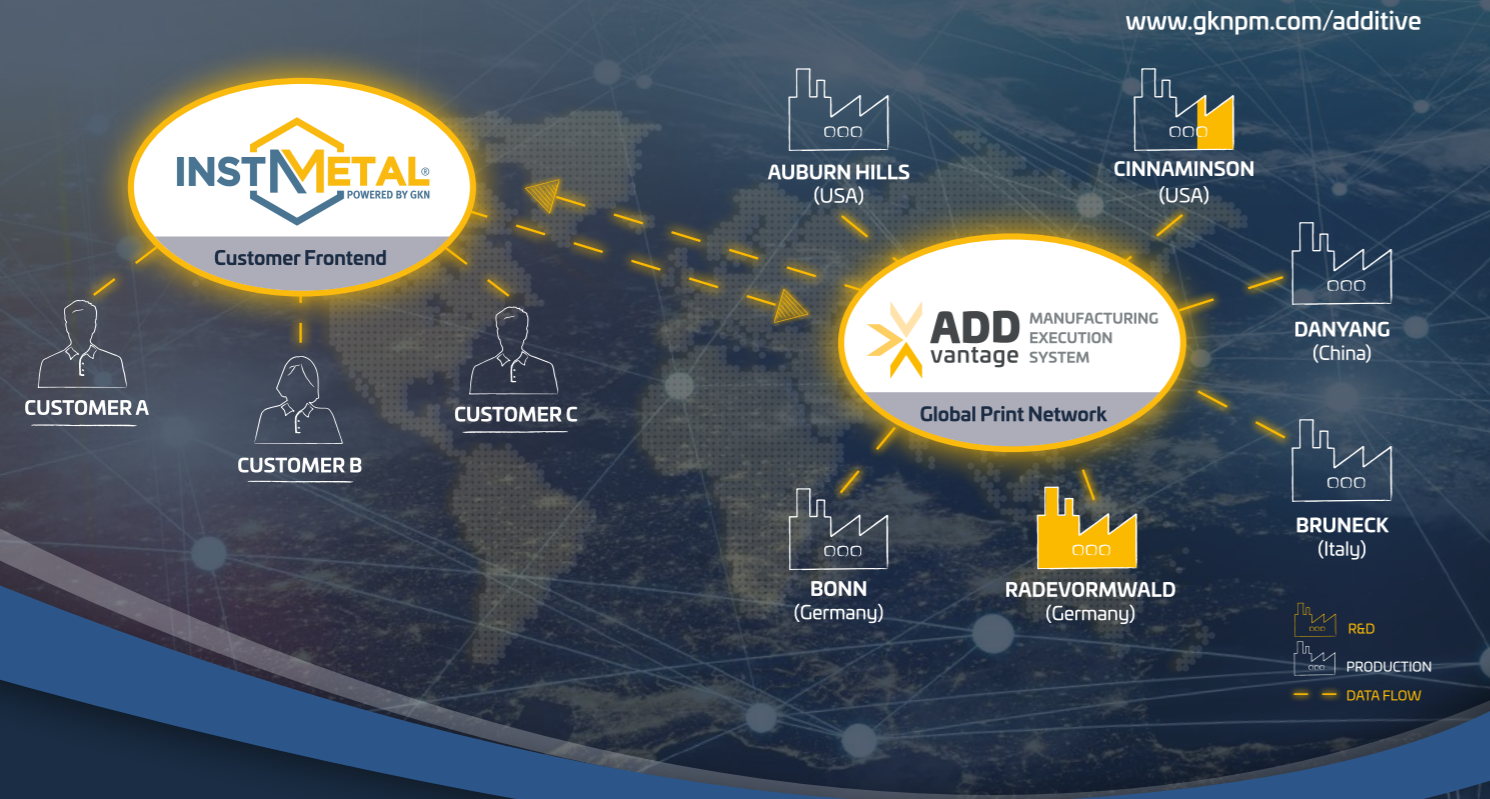 www.gknpm.com/additive
INSTAMETAL®
POWERED BY GKN
Customer Frontend
CUSTOMER A
CUSTOMER B
CUSTOMER C
AUBURN HILLS
(USA)
CINNAMINSON
(USA)
DANYANG
(China)
ADD
vantage
MANUFACTURING
EXECUTION
SYSTEM
Global Print Network
BRUNECK
(Italy)
BONN
(Germany)
RADEVORMWALD
(Germany)
R&D
PRODUCTION
DATA FLOW